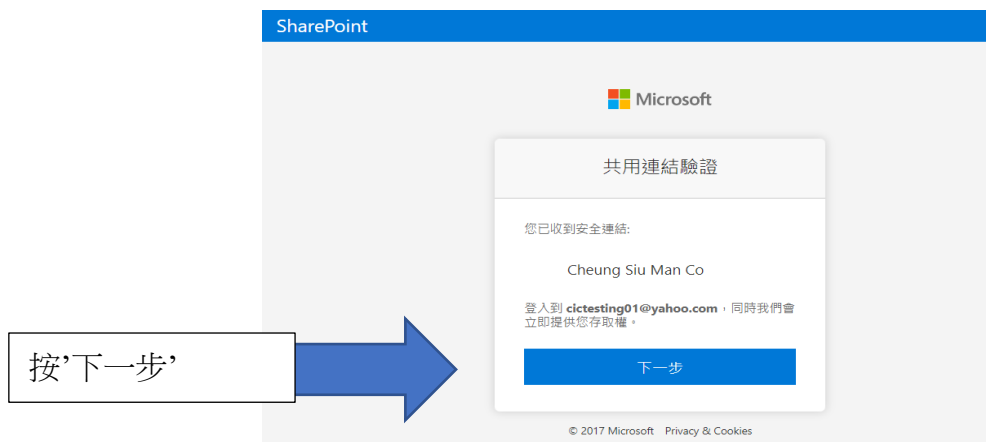 SharePoint
Microsoft
共用連結驗證
您已收到安全連結:
Cheung Siu Man Co
登入到 cictesting01@yahoo.com，同時我們會
立即提供您存取權。
按’下一步’
下一步
© 2017 Microsoft Privacy & Cookies